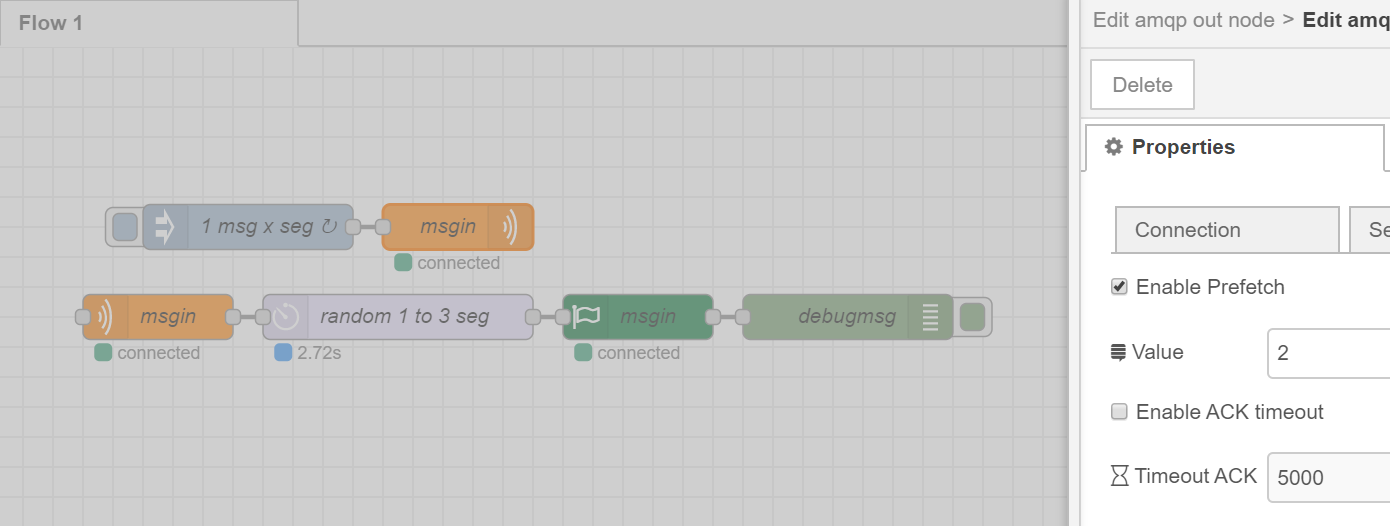 Flow 1
1 msg x seg ↻
msgin
connected
msgin
connected
random 1 to 3 seg
2.72s
msgin
connected
debugmsg
Edit amqp out node > Edit amq
Delete
Properties
Connection
Se
Enable Prefetch
Value
2
Enable ACK timeout
Timeout ACK
5000